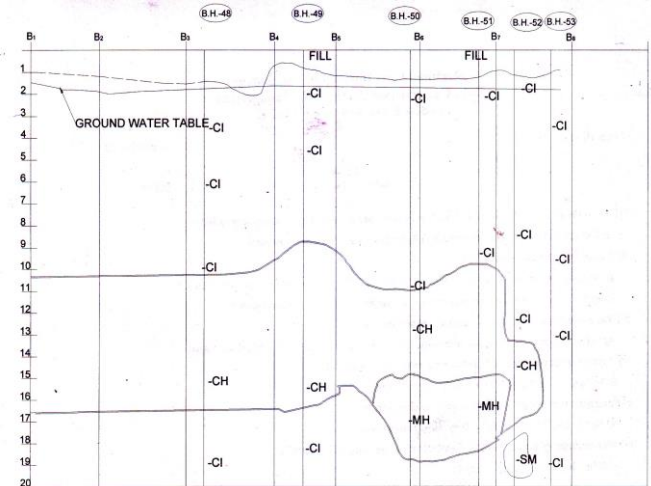 B.H.-48 B.H.-49 B.H.-50 B.H.-51 B.H.-52 B.H.-53
B1 B2 B3 B4 B5 B6 B7 B8
FILL FILL
1
2 -CI -CI -CI -CI
GROUND WATER TABLE
3 -CI -CI
4 -CI
5
6 -CI
7
8 -CI
9 -CI -CI
10 -CI -CI
11
12 -CI
13 -CH -CI
14 -CH
15 -CH -CI
16 -MH
17 -MH
18 -CI
19 -CI -SM -CI
20